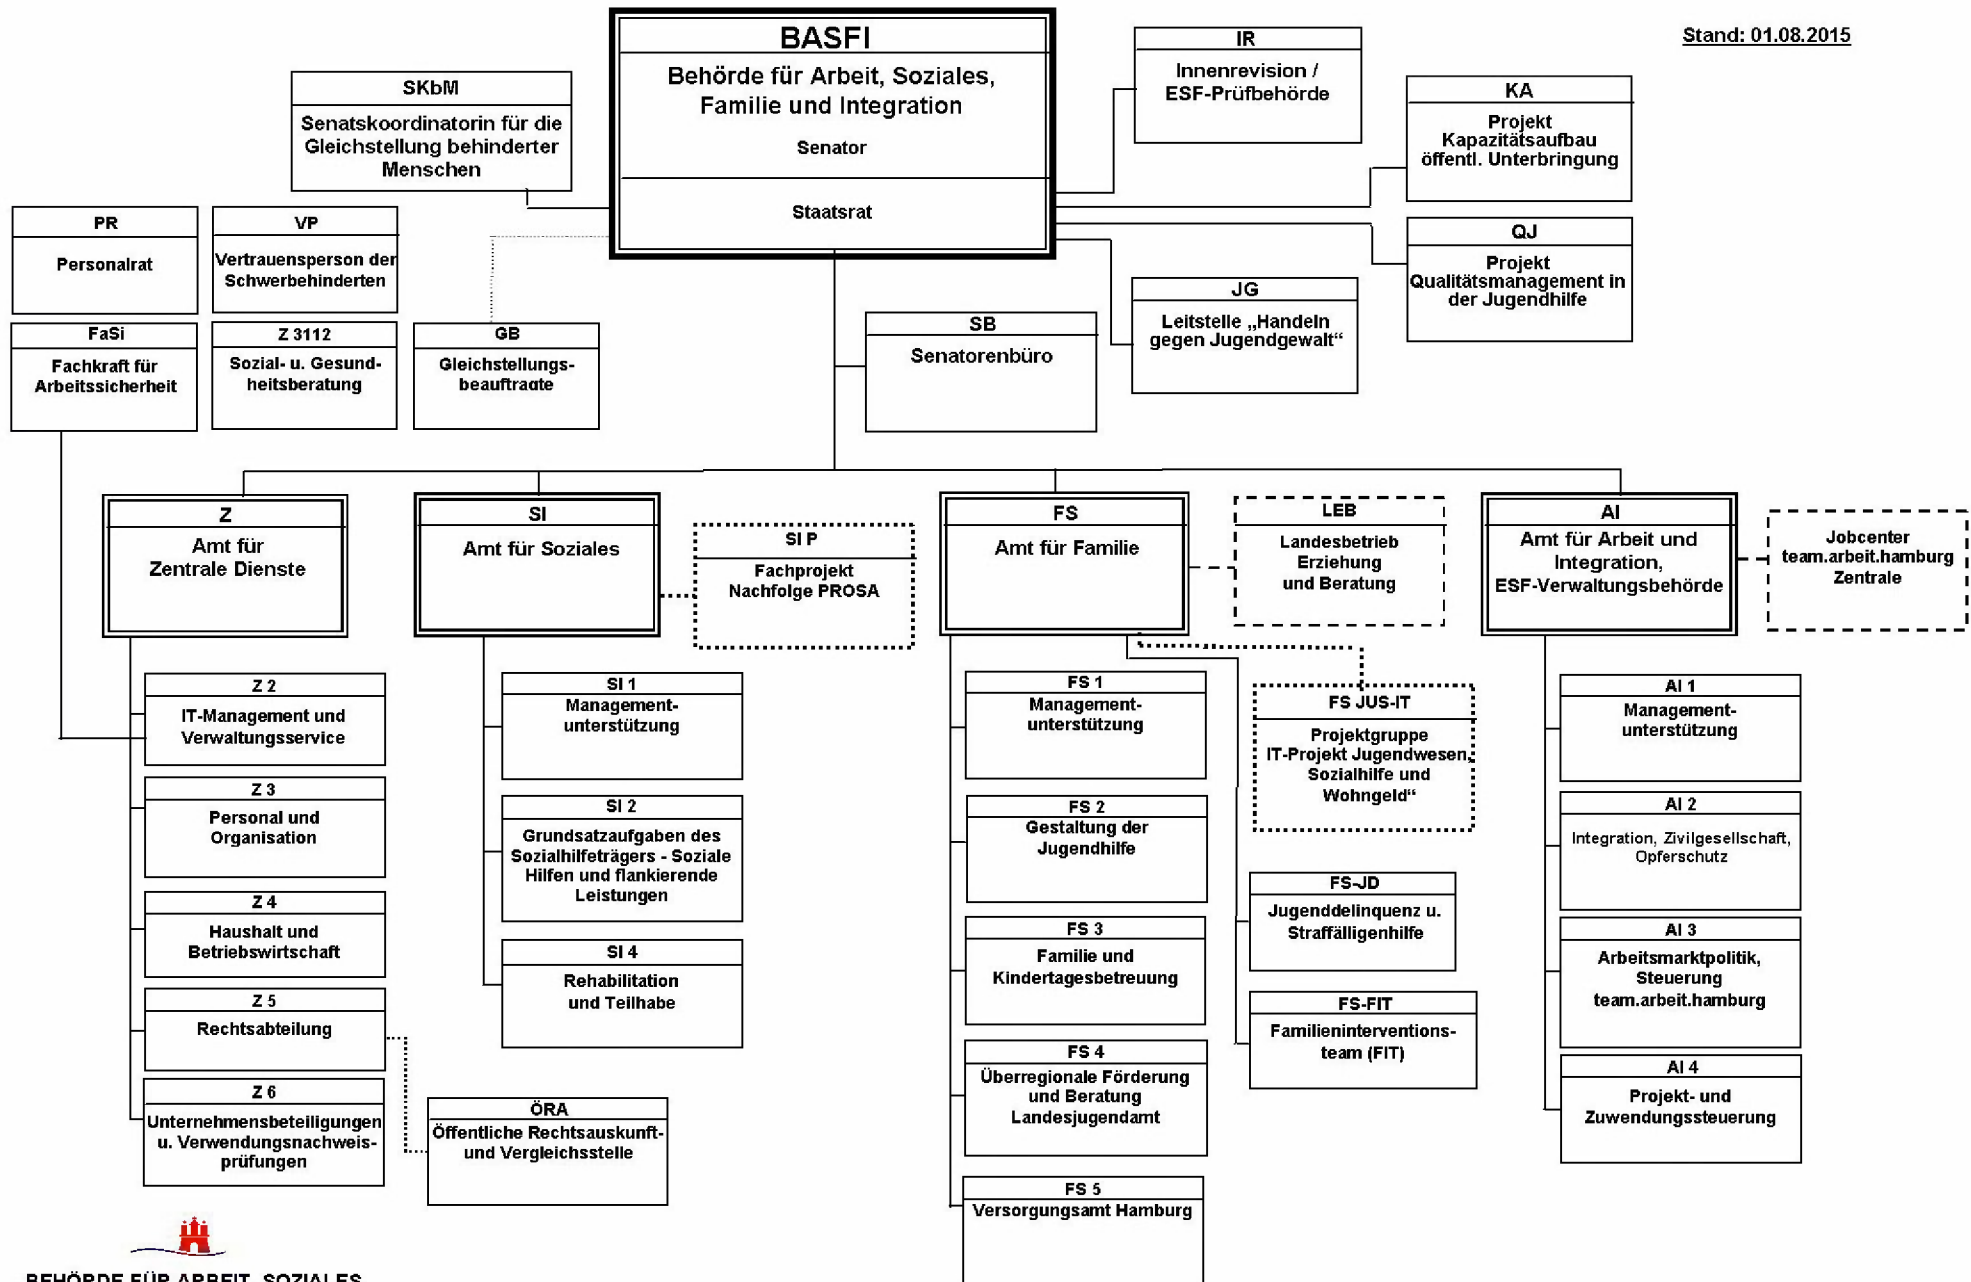 BASFI
Behörde für Arbeit, Soziales,
Familie und Integration
Senator
Staatsrat
Stand: 01.08.2015
IR
Innenrevision /
ESF-Prüfbehörde
KA
Projekt
Kapazitätsaufbau
öffentl. Unterbringung
SKbM
Senatskoordinatorin für die
Gleichstellung behinderter
Menschen
PR
Personalrat
VP
Vertrauensperson der
Schwerbehinderten
QJ
Projekt
Qualitätsmanagement in
der Jugendhilfe
JG
Leitstelle „Handeln
gegen Jugendgewalt“
SB
Senatorenbüro
FaSi
Fachkraft für
Arbeitssicherheit
Z 3112
Sozial- u. Gesund-
heitsberatung
GB
Gleichstellungs-
beauftragte
Z
Amt für
Zentrale Dienste
SI
Amt für Soziales
SI P
Fachprojekt
Nachfolge PROSA
FS
Amt für Familie
LEB
Landesbetrieb
Erziehung
und Beratung
AI
Amt für Arbeit und
Integration,
ESF-Verwaltungsbehörde
Jobcenter
team.arbeit.hamburg
Zentrale
Z 2
IT-Management und
Verwaltungsservice
Z 3
Personal und
Organisation
Z 4
Haushalt und
Betriebswirtschaft
Z 5
Rechtsabteilung
Z 6
Unternehmensbeteiligungen
u. Verwendungsnachweis-
prüfungen
ÖRA
Öffentliche Rechtsauskunft-
und Vergleichsstelle
SI 1
Management-
unterstützung
SI 2
Grundsatzaufgaben des
Sozialhilfeträgers - Soziale
Hilfen und flankierende
Leistungen
SI 4
Rehabilitation
und Teilhabe
FS 1
Management-
unterstützung
FS 2
Gestaltung der
Jugendhilfe
FS 3
Familie und
Kindertagesbetreuung
FS 4
Überregionale Förderung
und Beratung
Landesjugendamt
FS 5
Versorgungsamt Hamburg
FS JUS-IT
Projektgruppe
IT-Projekt Jugendwesen,
Sozialhilfe und
Wohngeld“
FS-JD
Jugenddelinquenz u.
Straffälligenhilfe
FS-FIT
Familieninterventions-
team (FIT)
AI 1
Management-
unterstützung
AI 2
Integration, Zivilgesellschaft,
Opferschutz
AI 3
Arbeitsmarktpolitik,
Steuerung
team.arbeit.hamburg
AI 4
Projekt- und
Zuwendungssteuerung
BEHÖRDE FÜR ARBEIT, SOZIALES,